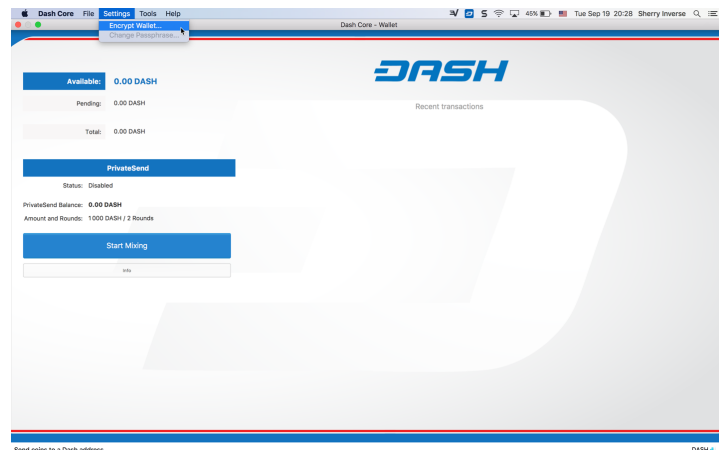 Dash Core File Settings Tools Help 45% Tue Sep 19 20:28 Sherry Inverse
Encrypt Wallet...
Change Passphrase...
Dash Core - Wallet
DASH
Available: 0.00 DASH
Pending: 0.00 DASH
Recent transactions
Total: 0.00 DASH
PrivateSend
Status: Disabled
PrivateSend Balance: 0.00 DASH
Amount and Rounds: 1000 DASH / 2 Rounds
Start Mixing
Info
Send coins to a Dash address
DASH